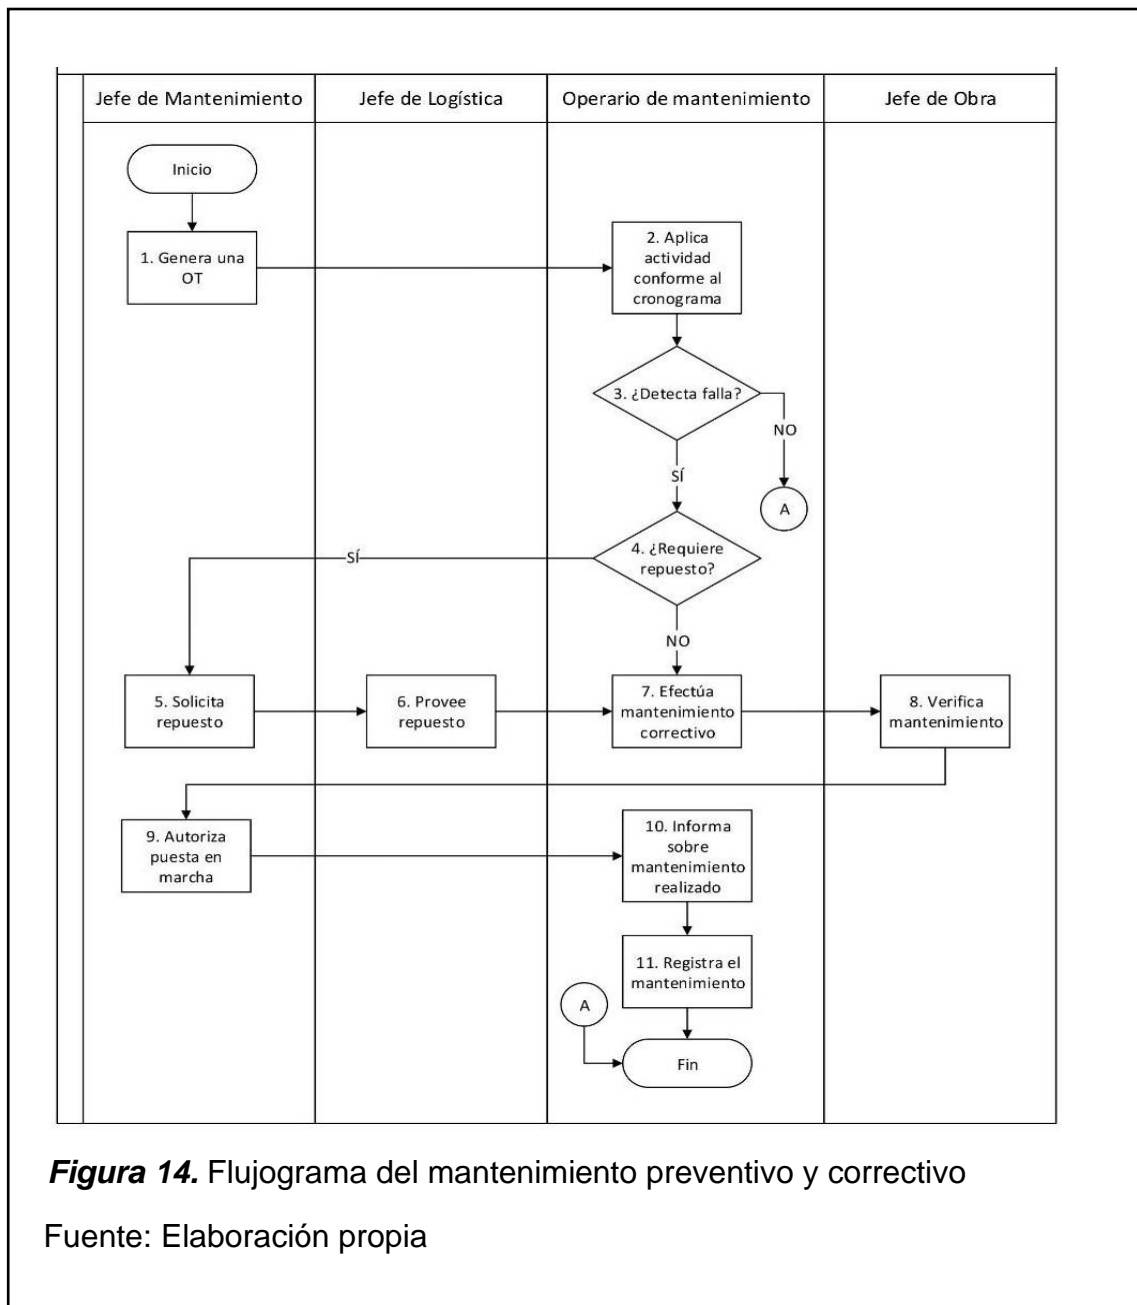 Jefe de Mantenimiento
Jefe de Logística
Operario de mantenimiento
Jefe de Obra
Inicio
1. Genera una
OT
2. Aplica
actividad
conforme al
cronograma
3. ¿Detecta falla?
NO
SÍ
A
4. ¿Requiere
repuesto?
SÍ
NO
5. Solicita
repuesto
6. Provee
repuesto
7. Efectúa
mantenimiento
correctivo
8. Verifica
mantenimiento
9. Autoriza
puesta en
marcha
10. Informa
sobre
mantenimiento
realizado
11. Registra el
mantenimiento
A
Fin
Figura 14. Flujograma del mantenimiento preventivo y correctivo
Fuente: Elaboración propia